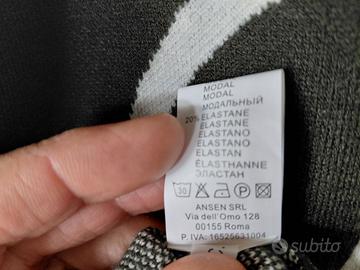 MODAL
MODAL
МОДАЛЬНЫЙ
20% ELASTANE
ELASTANE
ELASTANO
ELASTANO
ELASTAN
ÉLASTHANNE
ЭЛАСТАН
30 P
ANSEN SRL
Via dell'Omo 128
00155 Roma
P. IVA: 16525631004
subito